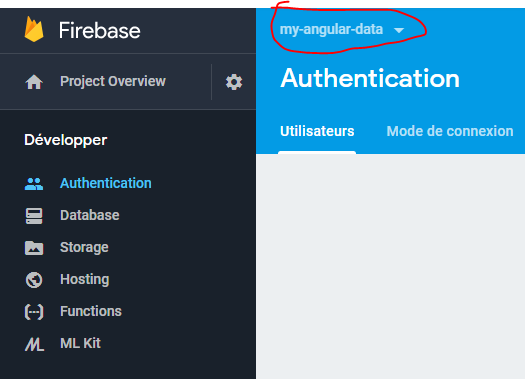 Firebase
my-angular-data
Project Overview
Authentication
Développer
Utilisateurs
Mode de connexion
Authentication
Database
Storage
Hosting
Functions
ML Kit